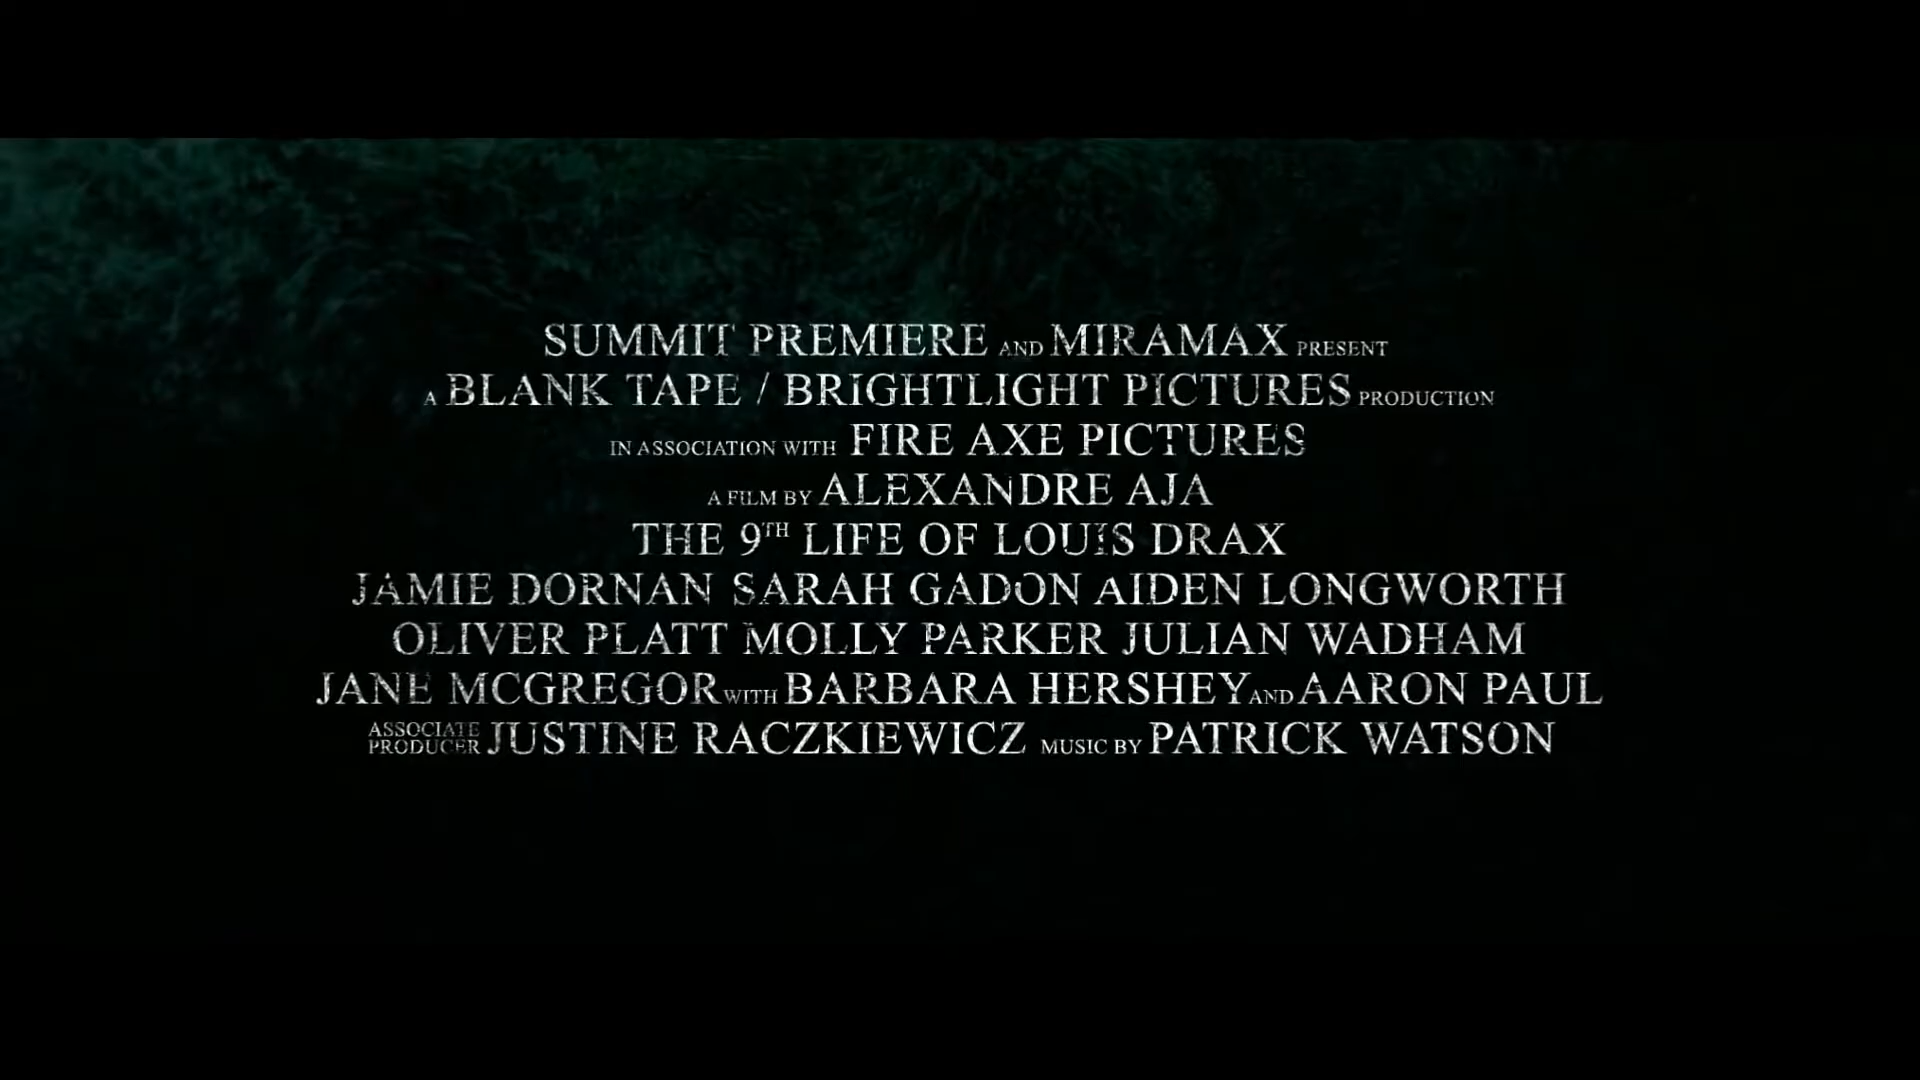 SUMMIT PREMIERE AND MIRAMAX PRESENT
A BLANK TAPE / BRIGHTLIGHT PICTURES PRODUCTION
IN ASSOCIATION WITH FIRE AXE PICTURES
A FILM BY ALEXANDRE AJA
THE 9TH LIFE OF LOUIS DRAX
JAMIE DORNAN SARAH GADON AIDEN LONGWORTH
OLIVER PLATT MOLLY PARKER JULIAN WADHAM
JANE MCGREGOR WITH BARBARA HERSHEY AND AARON PAUL
ASSOCIATE PRODUCER JUSTINE RACZKIEWICZ MUSIC BY PATRICK WATSON